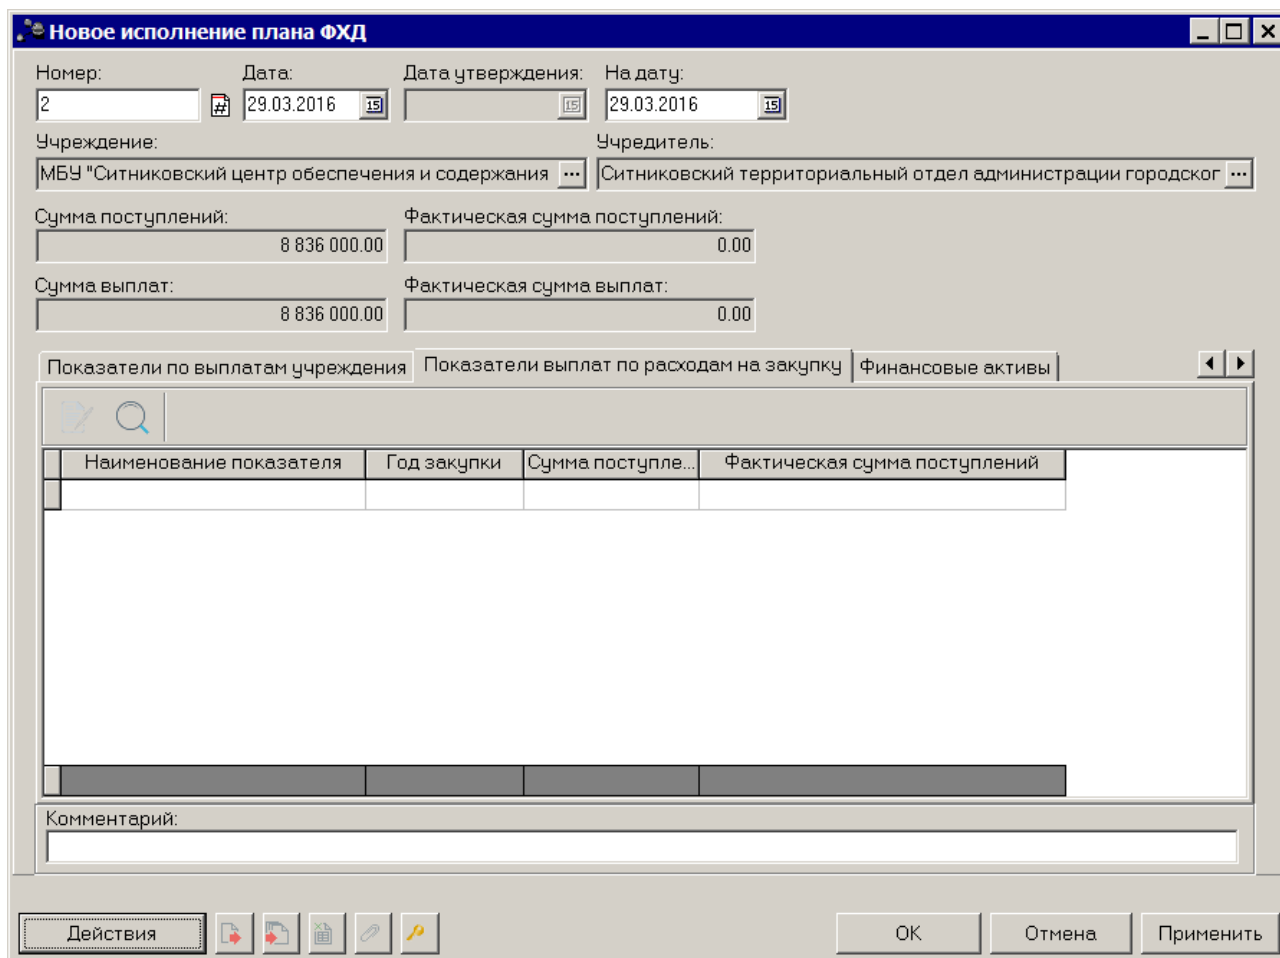 Новое исполнение плана ФХД
Номер: Дата: Дата утверждения: На дату:
2 29.03.2016 15 15 29.03.2016 15
Учреждение: Учредитель:
МБУ "Ситниковский центр обеспечения и содержания ... Ситниковский территориальный отдел администрации городског ...
Сумма поступлений: Фактическая сумма поступлений:
8 836 000.00 0.00
Сумма выплат: Фактическая сумма выплат:
8 836 000.00 0.00
Показатели по выплатам учреждения Показатели выплат по расходам на закупку Финансовые активы
Наименование показателя Год закупки Сумма поступле... Фактическая сумма поступлений
Комментарий:
Действия OK Отмена Применить